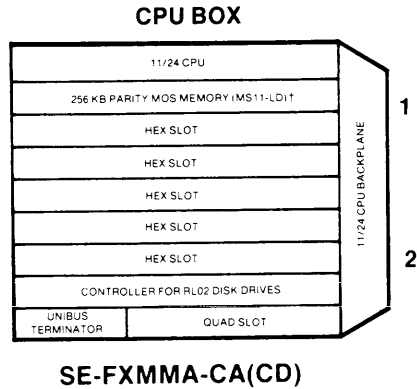 CPU BOX
11/24 CPU
256 KB PARITY MOS MEMORY (MS11-LD)†
1
HEX SLOT
HEX SLOT
HEX SLOT
HEX SLOT
HEX SLOT
11/24 CPU BACKPLANE
2
CONTROLLER FOR RL02 DISK DRIVES
UNIBUS
TERMINATOR
QUAD SLOT
SE-FXMMA-CA(CD)